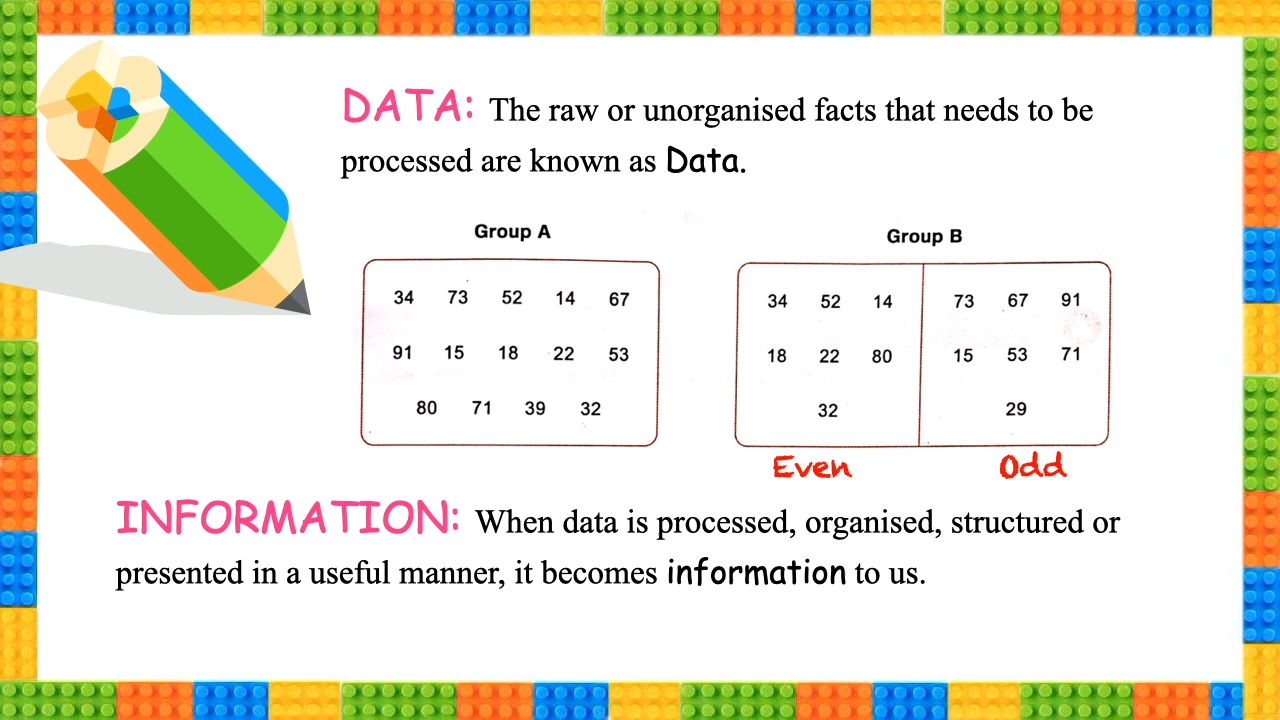 DATA: The raw or unorganised facts that needs to be
processed are known as Data.
Group A
34 73 52 14 67
91 15 18 22 53
80 71 39 32
Group B
34 52 14 73 67 91
18 22 80 15 53 71
32 29
Even Odd
INFORMATION: When data is processed, organised, structured or
presented in a useful manner, it becomes information to us.